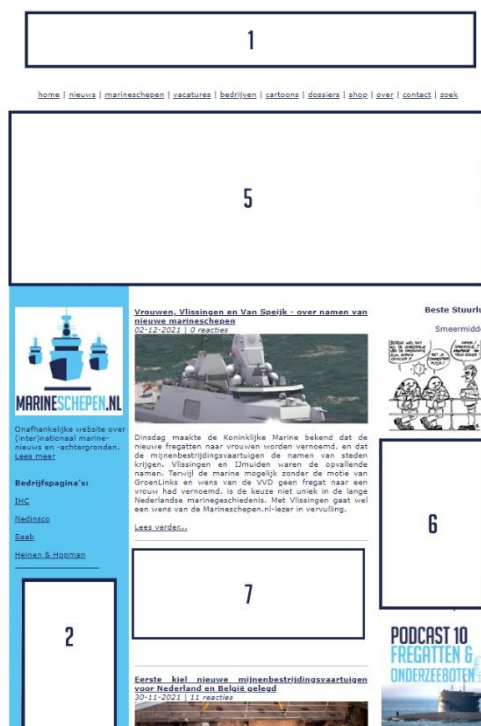 1
home | nieuws | marineschepen | vacatures | bedrijven | cartoons | dossiers | shop | over | contact | zoek
5
MARINESCHEPEN.NL
Onafhankelijke website over
(inter)nationaal marine-
nieuws en -achtergronden.
Lees meer
Bedrijfspagina's:
IHC
Nedinsco
Saab
Heinen & Hopman
2
Vrouwen, Vlissingen en Van Speijk - over namen van
nieuwe marineschepen
02-12-2021 | 0 reacties
Dinsdag maakte de Koninklijke Marine bekend dat de
nieuwe fregatten naar vrouwen worden vernoemd, en dat
de mijnenbestrijdingsvaartuigen de namen van steden
krijgen. Vlissingen en IJmuiden waren de opvallende
namen. Terwijl de marine mogelijk zonder de motie van
GroenLinks en wens van de VVD geen fregat naar een
vrouw had vernoemd, is de keuze niet uniek in de lange
Nederlandse marinegeschiedenis. Met Vlissingen gaat wel
een wens van de Marineschepen.nl-lezer in vervulling.
Lees verder...
7
Eerste kiel nieuwe mijnenbestrijdingsvaartuigen
voor Nederland en België gelegd
30-11-2021 | 11 reacties
Beste Stuurlu
Smeermidde
6
PODCAST 10
FREGATTEN &
ONDERZEEBOTEN